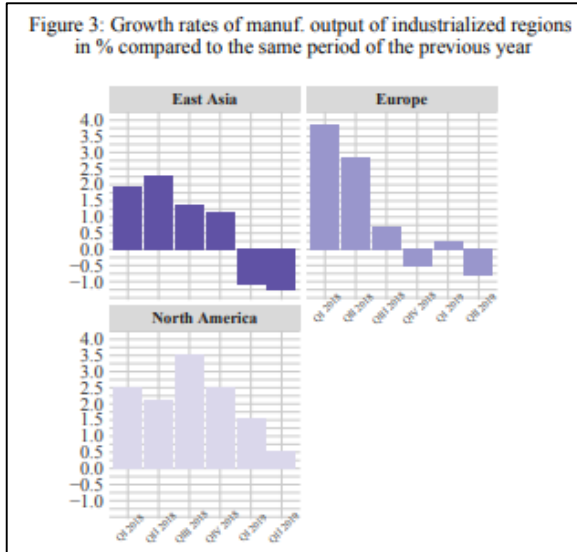 Figure 3: Growth rates of manuf. output of industrialized regions
in % compared to the same period of the previous year
East Asia
Europe
4.0
3.5
3.0
2.5
2.0
1.5
1.0
0.5
0.0
−0.5
−1.0
QI 2018
QII 2018
QIII 2018
QIV 2018
QI 2019
QII 2019
North America
4.0
3.5
3.0
2.5
2.0
1.5
1.0
0.5
0.0
−0.5
−1.0
QI 2018
QII 2018
QIII 2018
QIV 2018
QI 2019
QII 2019